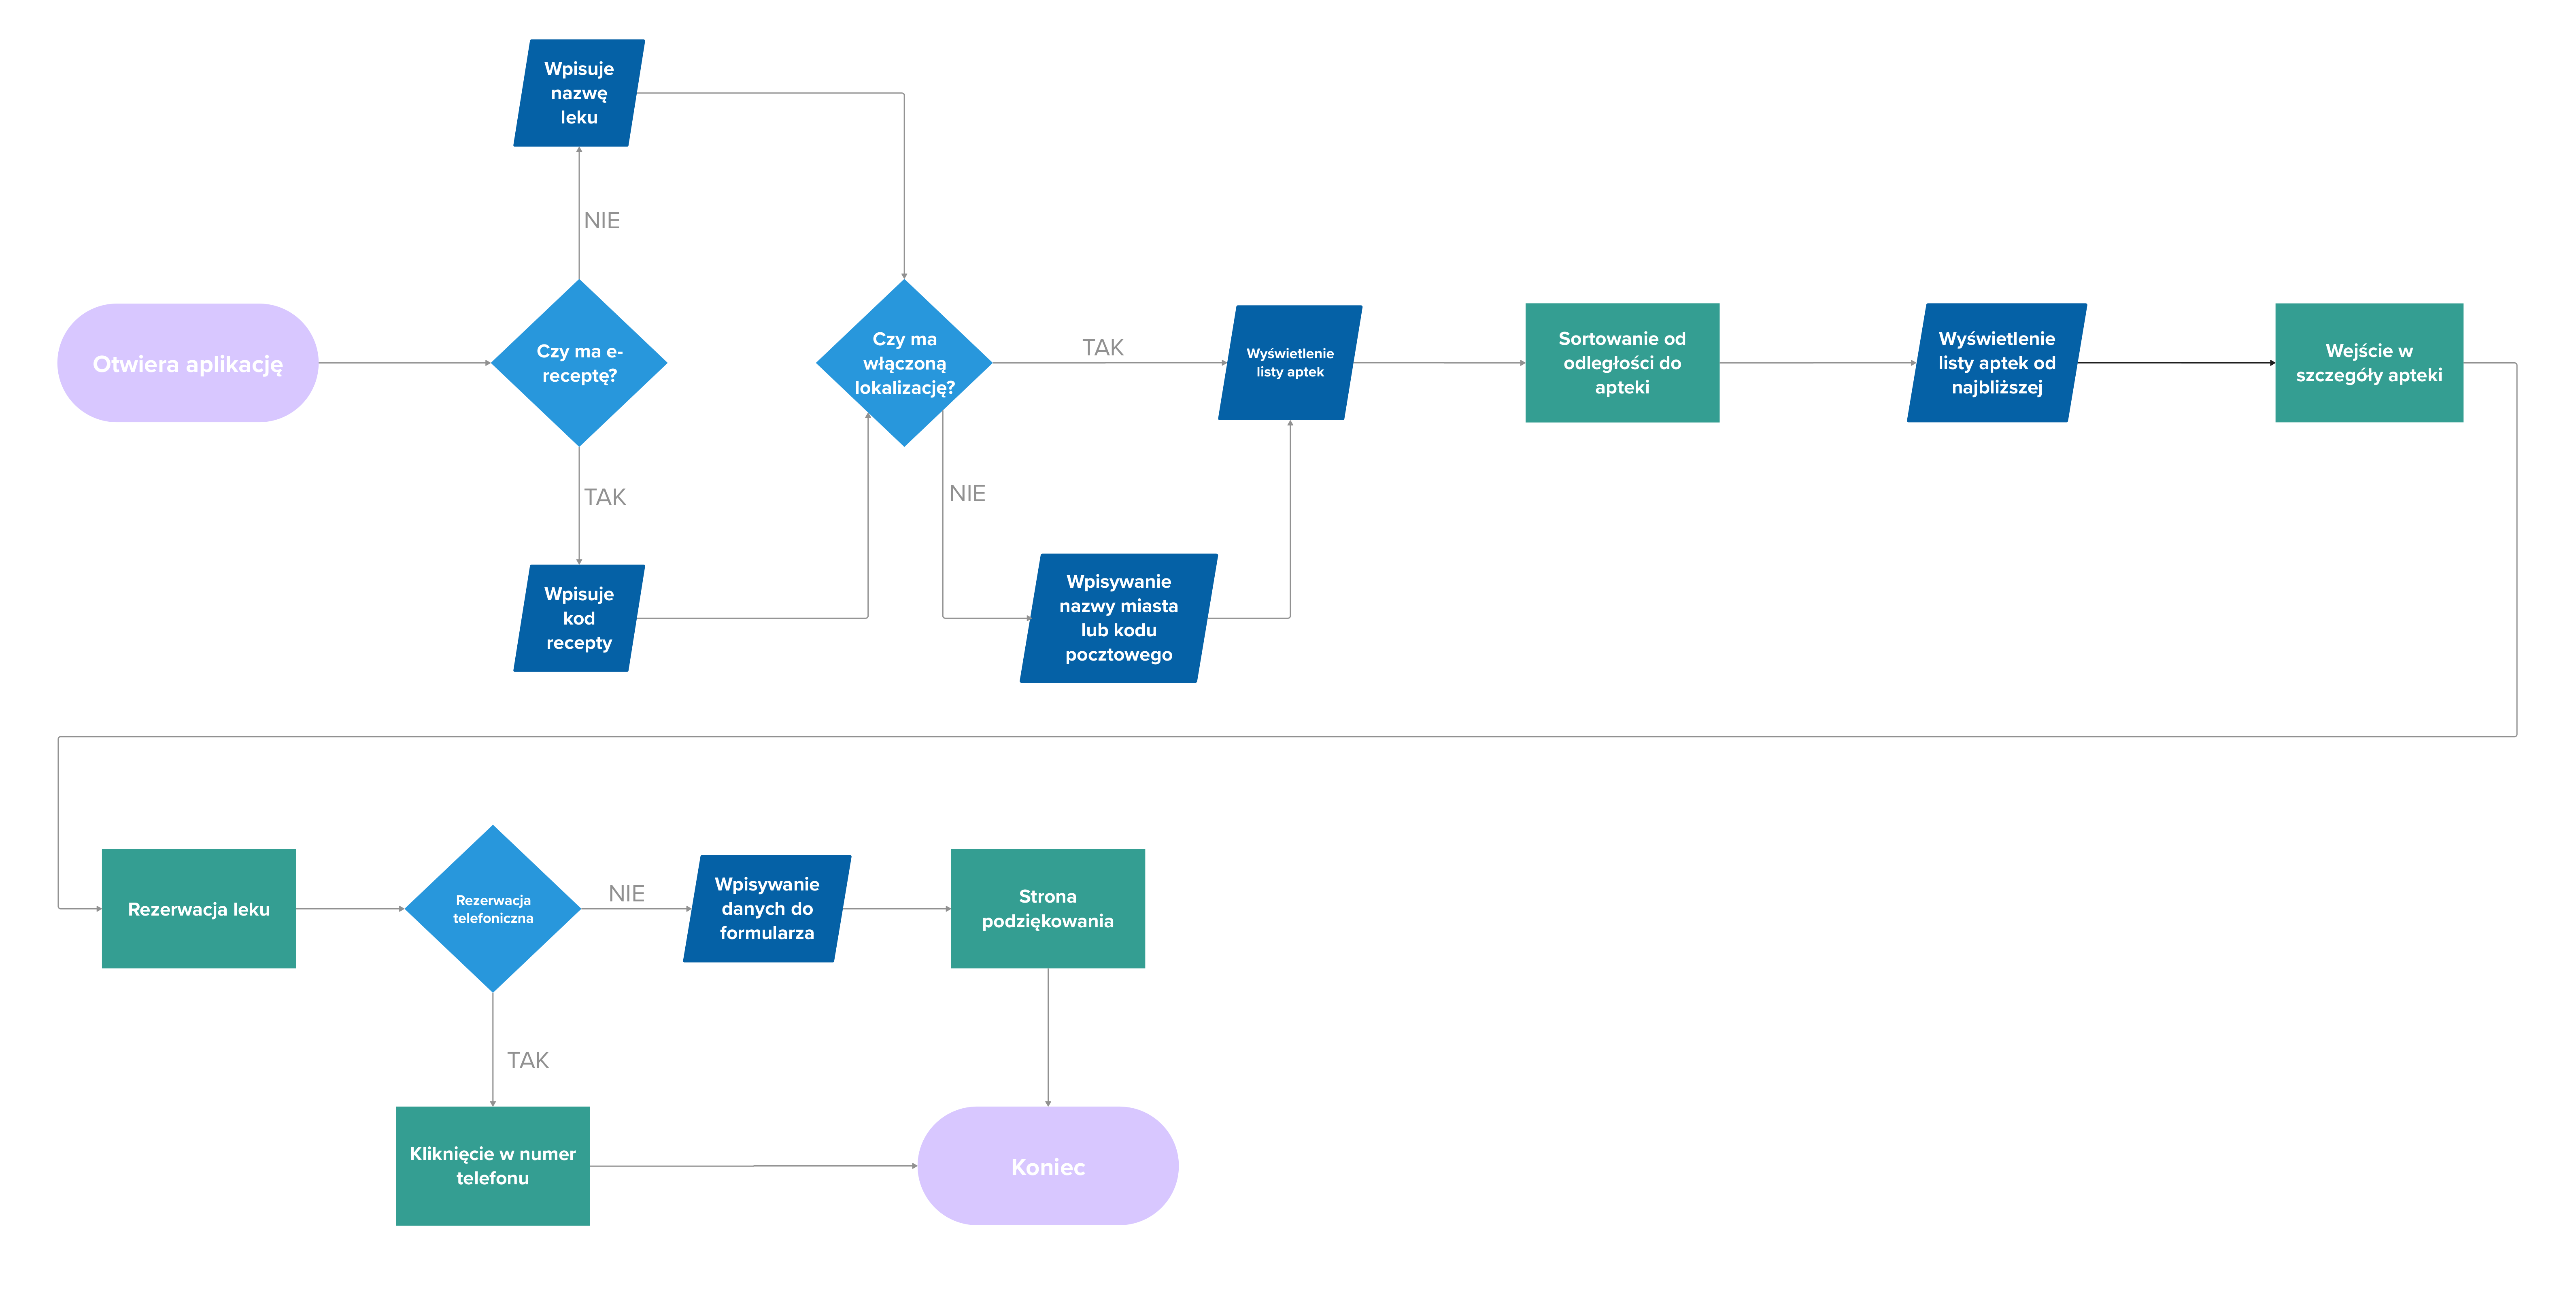 Wpisuje
nazwę
leku
NIE
Otwiera aplikację
Czy ma e-
receptę?
TAK
Wpisuje
kod
recepty
Czy ma
włączoną
lokalizację?
TAK
NIE
Wpisywanie
nazwy miasta
lub kodu
pocztowego
Wyświetlenie
listy aptek
Sortowanie od
odległości do
apteki
Wyświetlenie
listy aptek od
najbliższej
Wejście w
szczegóły apteki
Rezerwacja leku
Rezerwacja
telefoniczna
NIE
Wpisywanie
danych do
formularza
Strona
podziękowania
TAK
Kliknięcie w numer
telefonu
Koniec